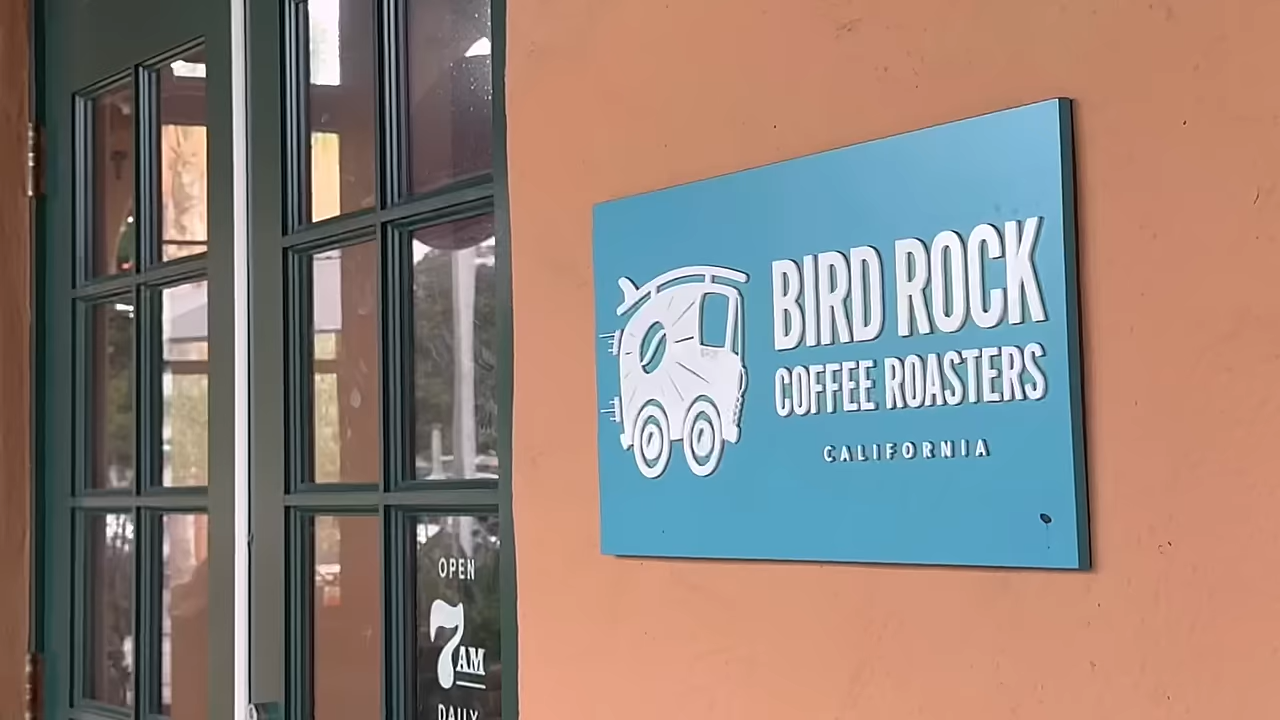 BIRD ROCK
COFFEE ROASTERS
CALIFORNIA
OPEN
7AM
DAILY